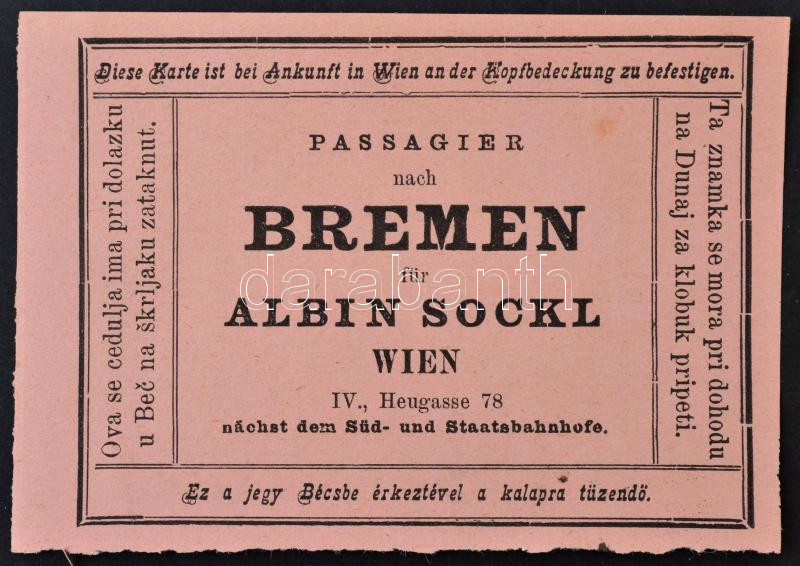 Diese Karte ist bei Ankunft in Wien an der Kopfbedeckung zu befestigen.
Ova se cedulja ima pri dolazku
u Beč na škrljaku zataknut.
PASSAGIER
nach
BREMEN
für
ALBIN SOCKL
WIEN
IV., Heugasse 78
nächst dem Süd- und Staatsbahnhofe.
Ta znamka se mora pri dohodu
na Dunaj za klobuk pripeti.
Ez a jegy Bécsbe érkeztével a kalapra tüzendő.
darabanth